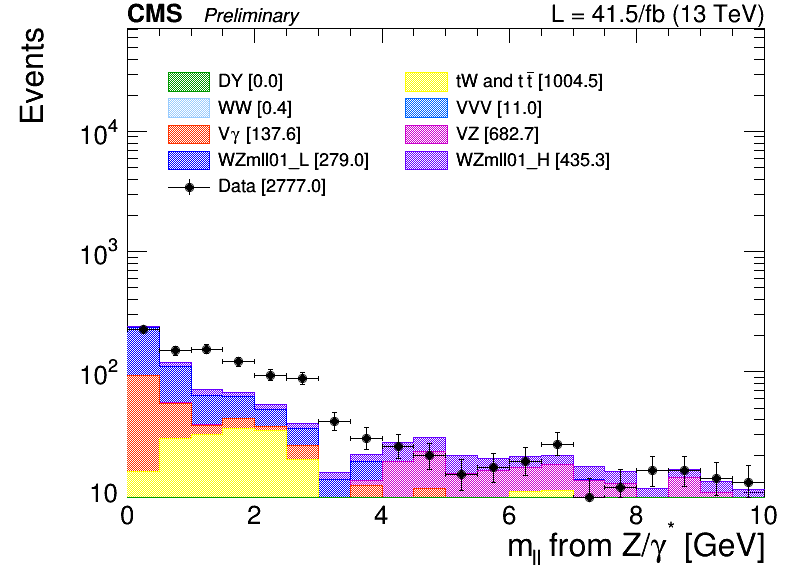 CMS Preliminary L = 41.5/fb (13 TeV)
Events
DY [0.0]
tW and t t̅ [1004.5]
WW [0.4]
VVV [11.0]
Vγ [137.6]
VZ [682.7]
WZmll01_L [279.0]
WZmll01_H [435.3]
Data [2777.0]
10⁴
10³
10²
10
0 2 4 6 8 10
m_ll from Z/γ* [GeV]